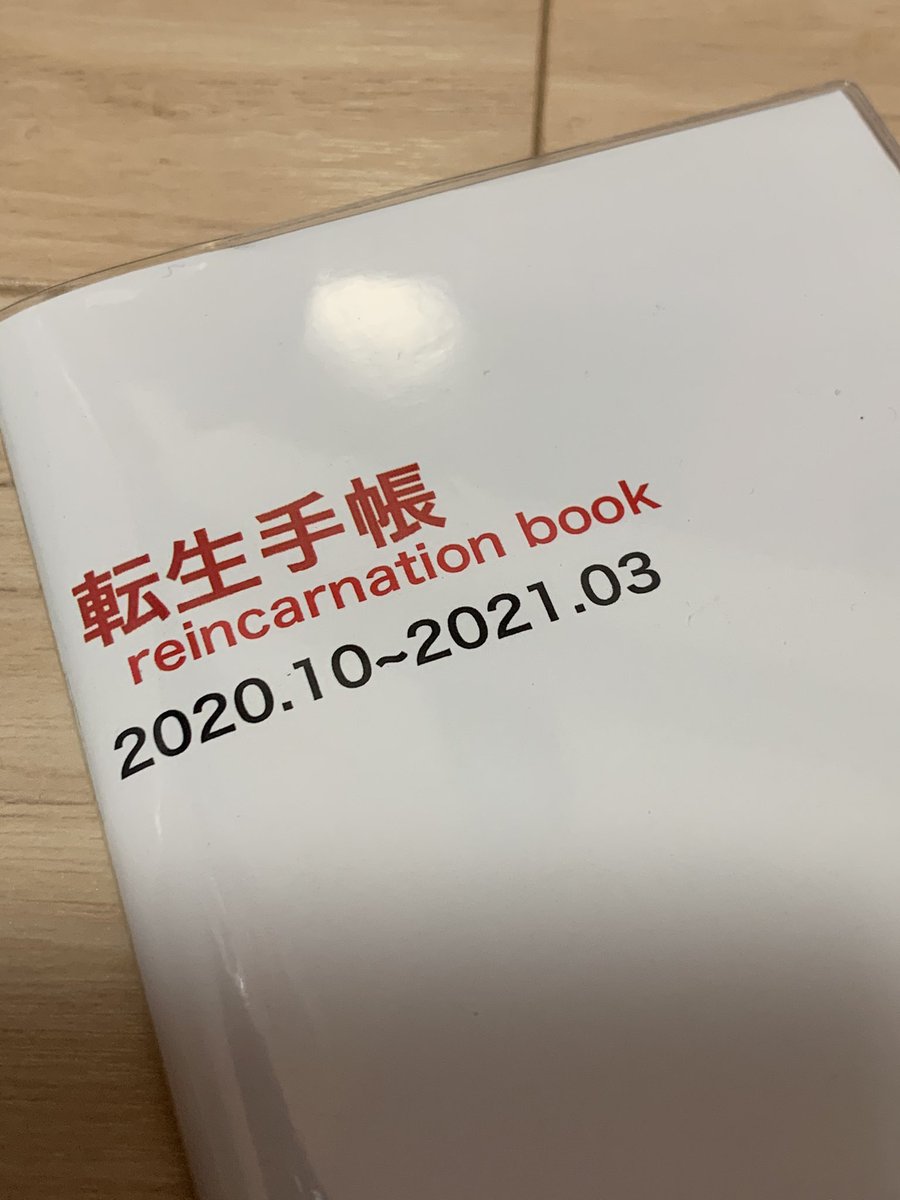 転生手帳
reincarnation book
2020.10~2021.03